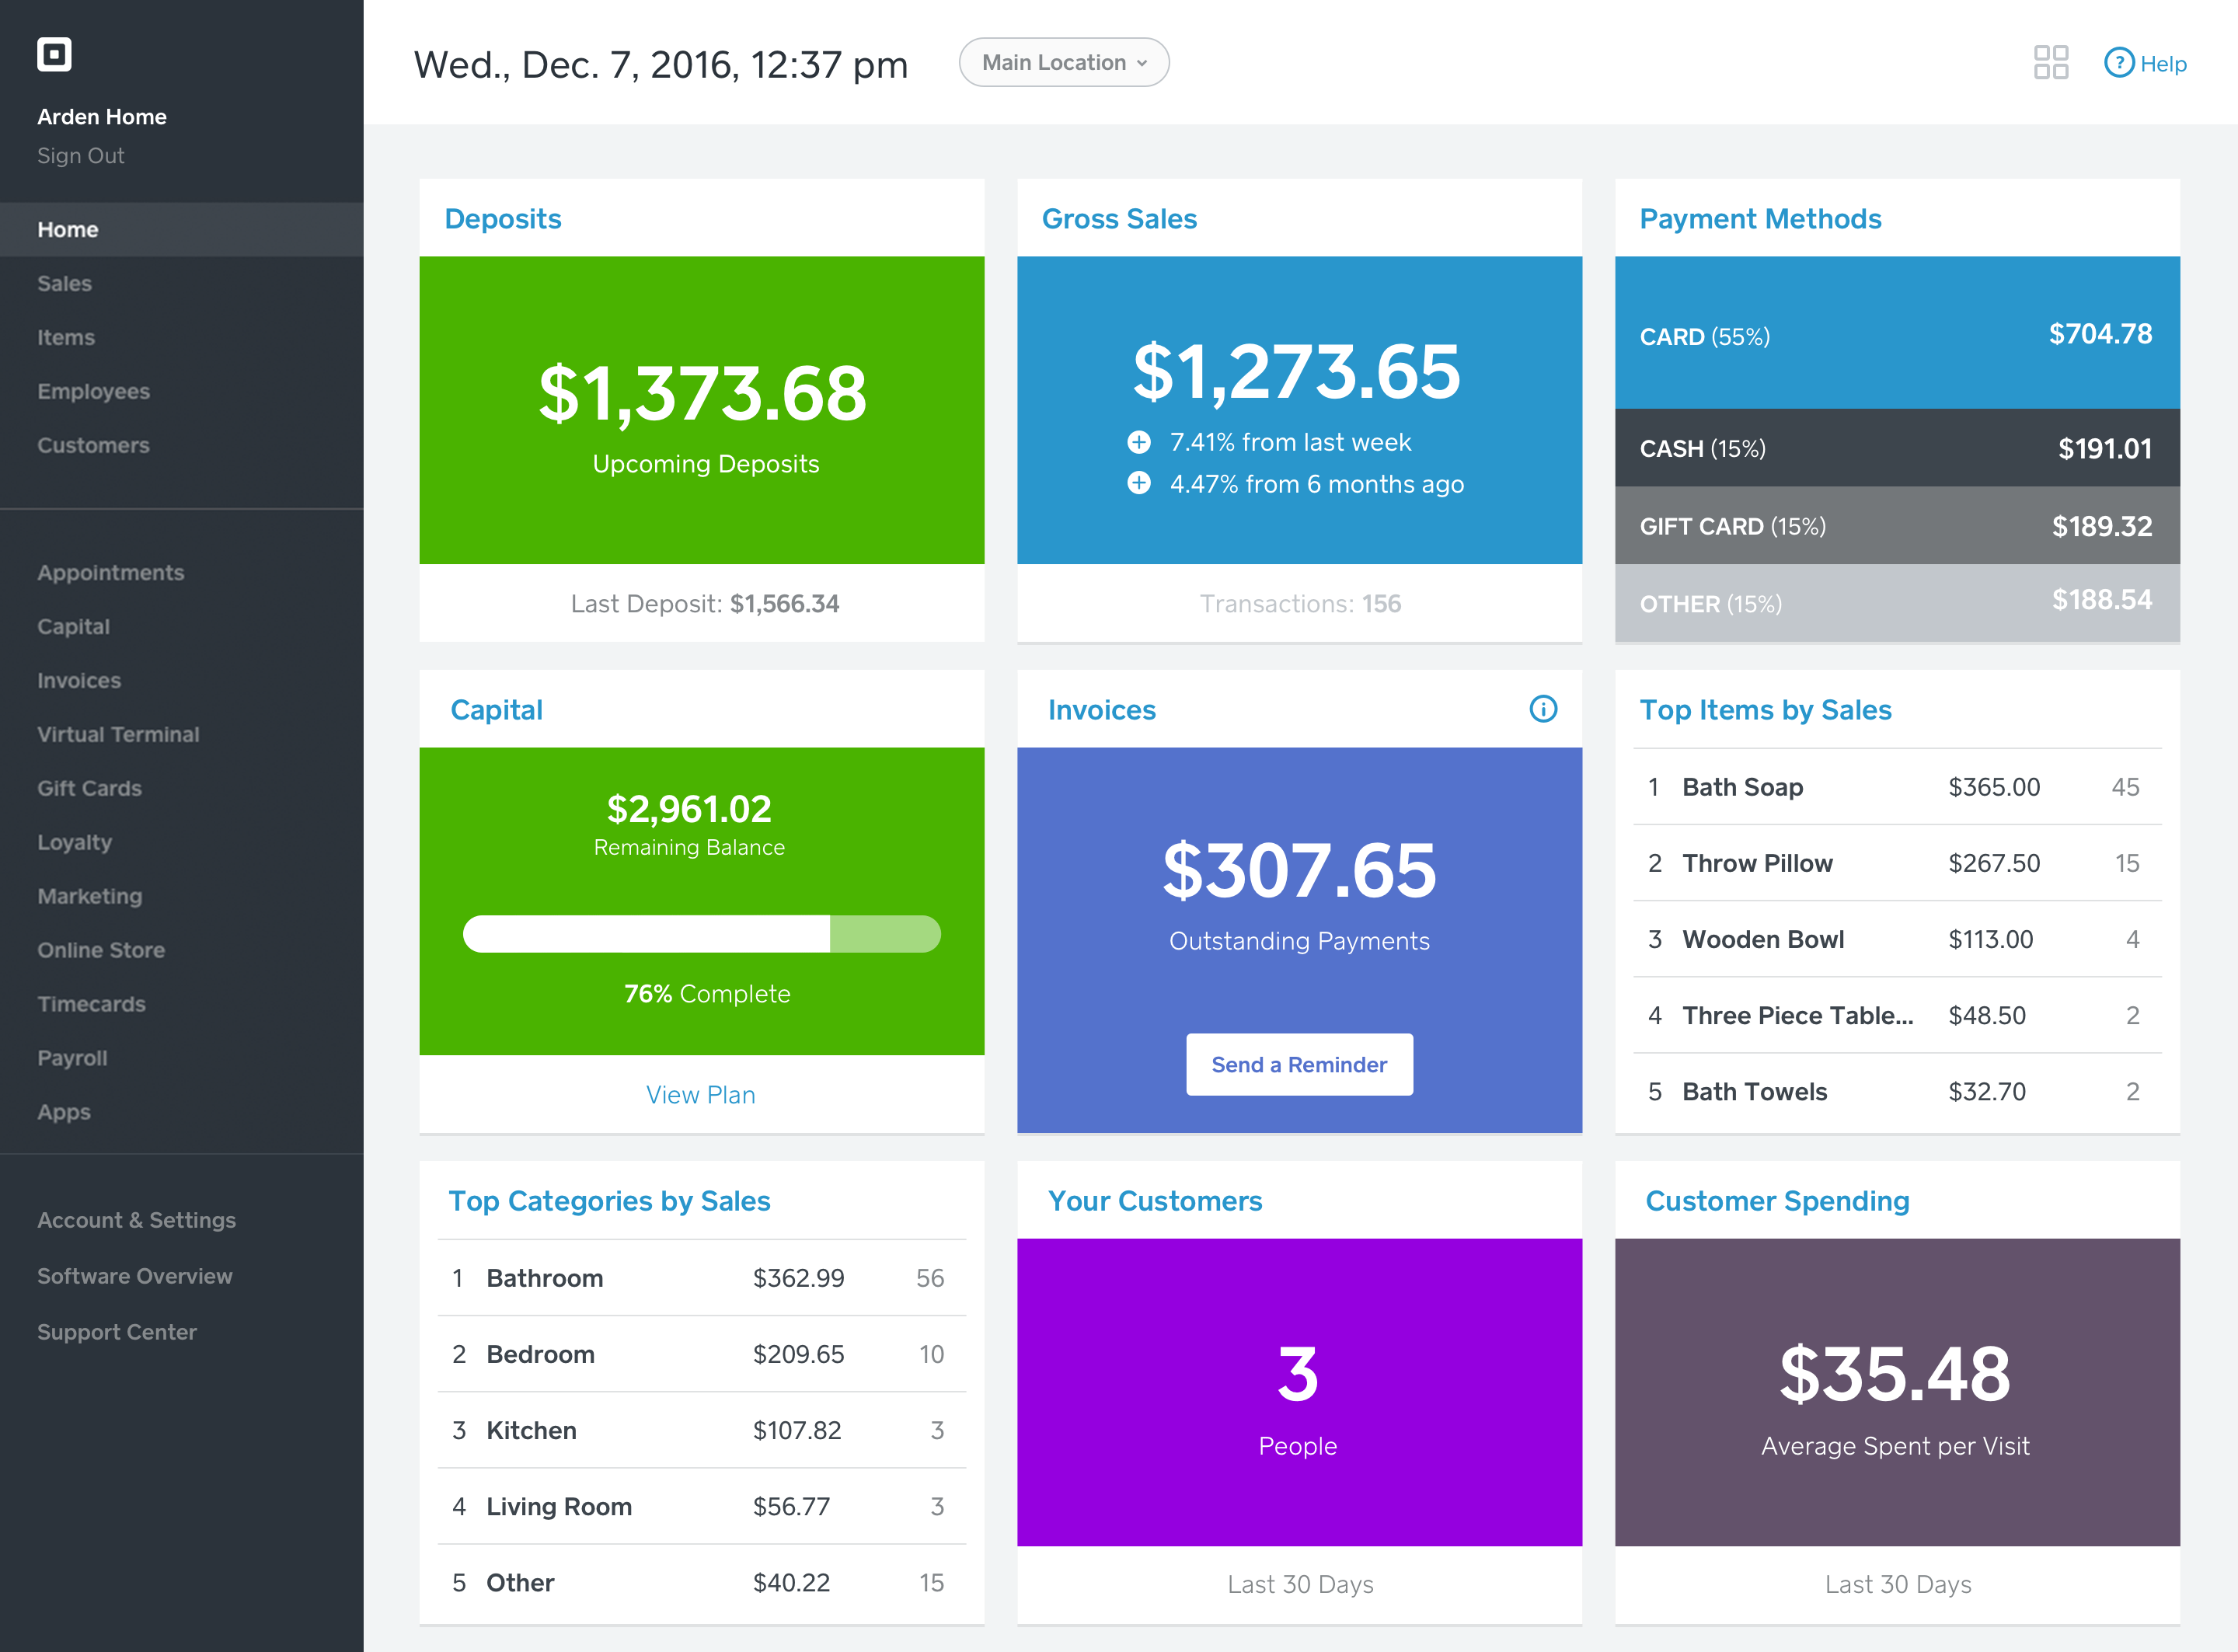 Arden Home
Sign Out
Home
Sales
Items
Employees
Customers
Appointments
Capital
Invoices
Virtual Terminal
Gift Cards
Loyalty
Marketing
Online Store
Timecards
Payroll
Apps
Account & Settings
Software Overview
Support Center
Wed., Dec. 7, 2016, 12:37 pm
Main Location
? Help
Deposits
$1,373.68
Upcoming Deposits
Last Deposit: $1,566.34
Gross Sales
$1,273.65
7.41% from last week
4.47% from 6 months ago
Transactions: 156
Payment Methods
CARD (55%) $704.78
CASH (15%) $191.01
GIFT CARD (15%) $189.32
OTHER (15%) $188.54
Capital
$2,961.02
Remaining Balance
76% Complete
View Plan
Invoices
$307.65
Outstanding Payments
Send a Reminder
Top Items by Sales
1 Bath Soap $365.00 45
2 Throw Pillow $267.50 15
3 Wooden Bowl $113.00 4
4 Three Piece Table... $48.50 2
5 Bath Towels $32.70 2
Top Categories by Sales
1 Bathroom $362.99 56
2 Bedroom $209.65 10
3 Kitchen $107.82 3
4 Living Room $56.77 3
5 Other $40.22 15
Your Customers
3
People
Last 30 Days
Customer Spending
$35.48
Average Spent per Visit
Last 30 Days